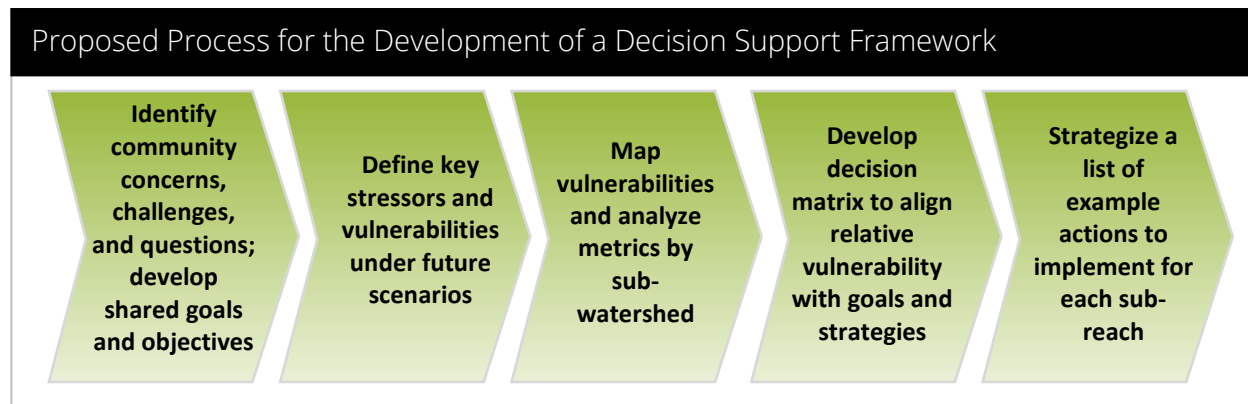 Proposed Process for the Development of a Decision Support Framework
Identify
community
concerns,
challenges,
and questions;
develop
shared goals
and objectives
Define key
stressors and
vulnerabilities
under future
scenarios
Map
vulnerabilities
and analyze
metrics by
sub-
watershed
Develop
decision
matrix to align
relative
vulnerability
with goals and
strategies
Strategize a
list of
example
actions to
implement for
each sub-
reach